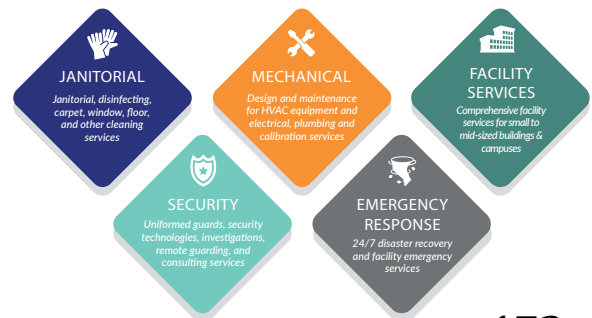 JANITORIAL
Janitorial, disinfecting,
carpet, window, floor,
and other cleaning
services
MECHANICAL
Design and maintenance
for HVAC equipment and
electrical, plumbing and
calibration services
FACILITY
SERVICES
Comprehensive facility
services for small to
mid-sized buildings &
campuses
SECURITY
Uniformed guards, security
technologies, investigations,
remote guarding, and
consulting services
EMERGENCY
RESPONSE
24/7 disaster recovery
and facility emergency
services